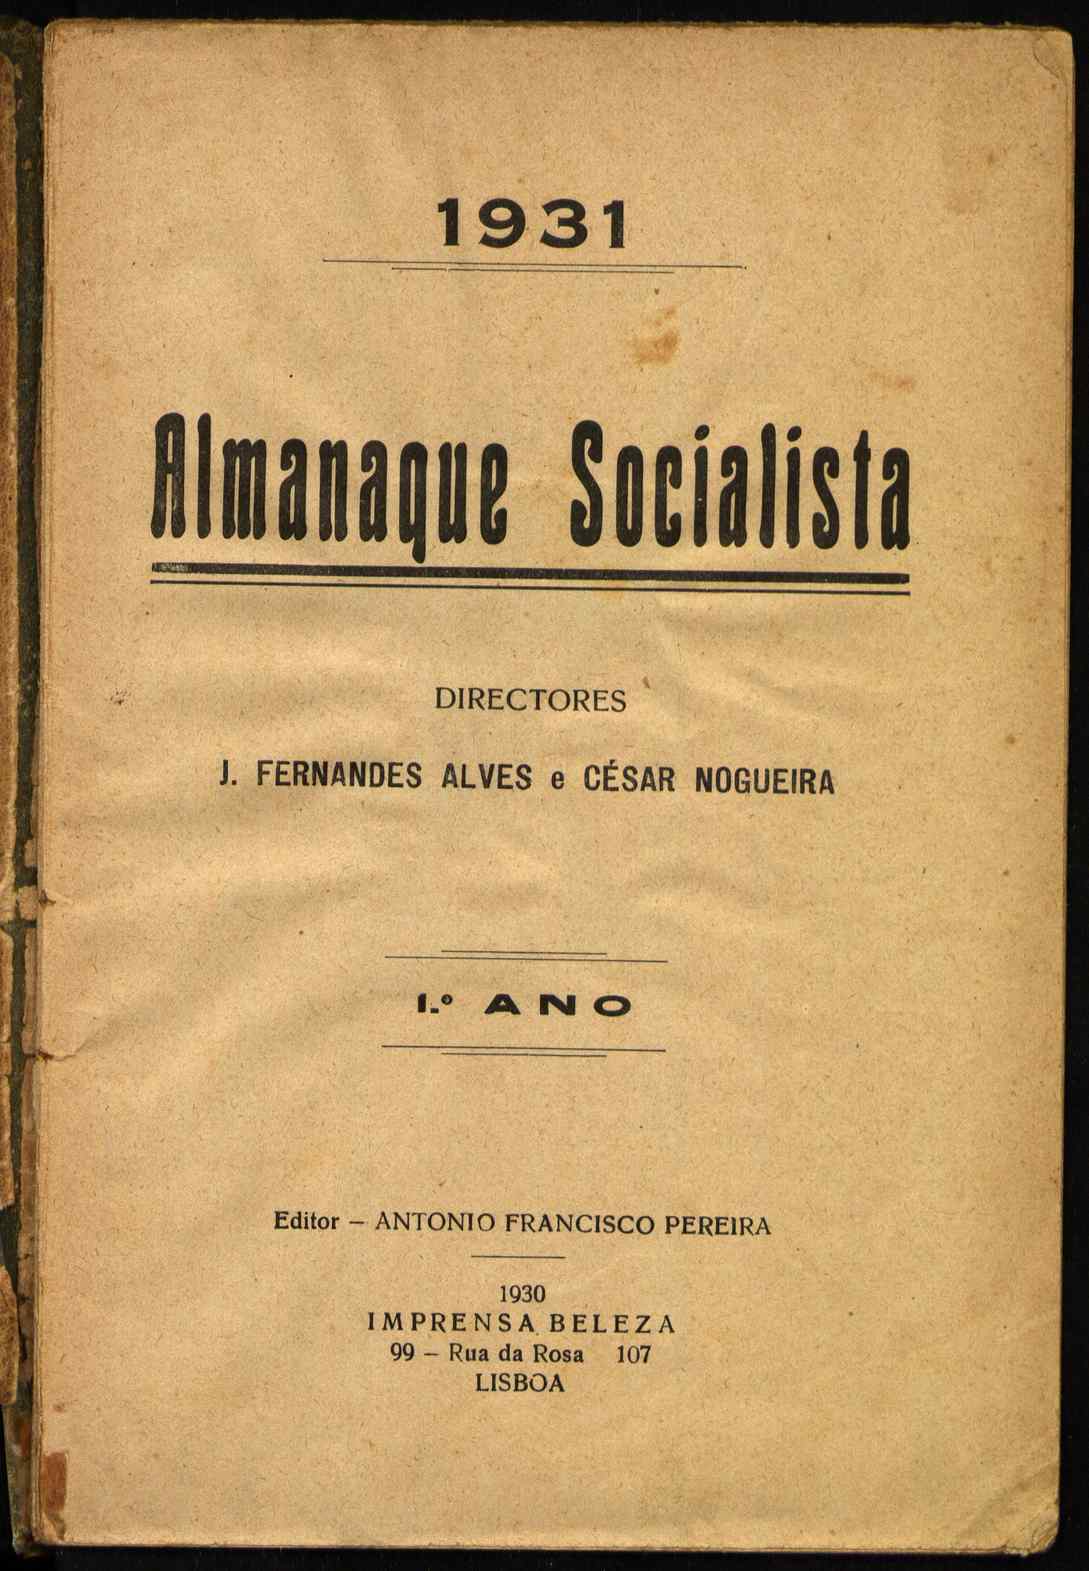 1931
Almanaque Socialista
DIRECTORES
J. FERNANDES ALVES e CÉSAR NOGUEIRA
1.º ANO
Editor – ANTONIO FRANCISCO PEREIRA
1930
IMPRENSA BELEZA
99 – Rua da Rosa 107
LISBOA